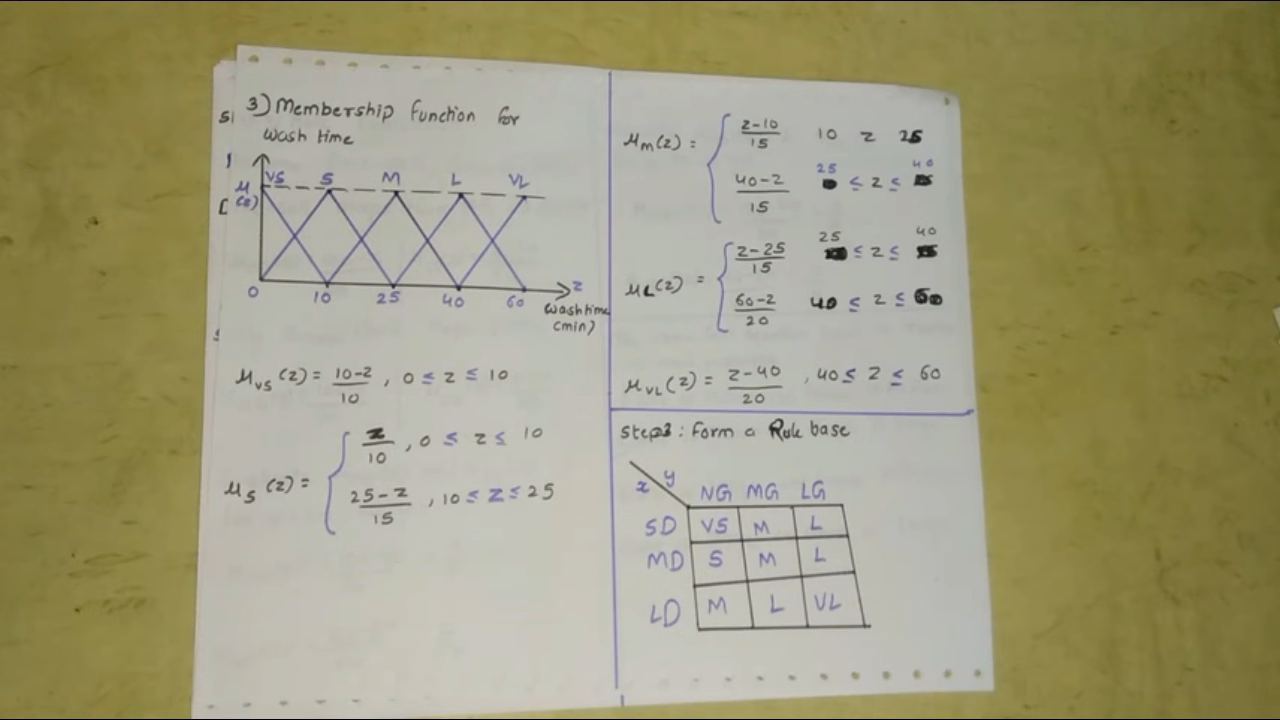 3) Membership function for
wash time
μ(z)
VS S M L VL
0 10 25 40 60 z
wash time
(min)
μVS(z) = 10-z/10 , 0 ≤ z ≤ 10
μS(z) = { z/10 , 0 ≤ z ≤ 10
25-z/15 , 10 ≤ z ≤ 25
μm(z) = { z-10/15 10 z 25
40-z/15 25 ≤ z ≤ 40
μL(z) = { z-25/15 25 ≤ z ≤ 40
60-z/20 40 ≤ z ≤ 60
μVL(z) = z-40/20 , 40 ≤ z ≤ 60
Step3: Form a Rule base
x y NG MG LG
SD VS M L
MD S M L
LD M L VL